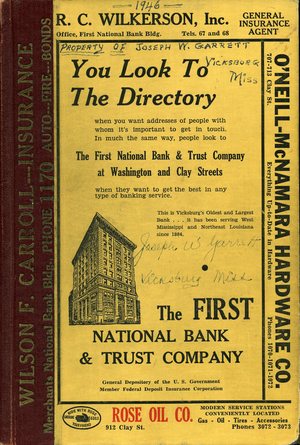 -1946-
R. C. WILKERSON, Inc.
Office, First National Bank Bldg. Tels. 67 and 68
GENERAL
INSURANCE
AGENT
PROPERTY OF JOSEPH W. GARRETT
VICKSBURG
MISS
You Look To
The Directory
when you want addresses of people with
whom it's important to get in touch.
In much the same way, people look to
The First National Bank & Trust Company
at Washington and Clay Streets
when they want to get the best in any
type of banking service.
This is Vicksburg's Oldest and Largest
Bank . . . it has been serving West
Mississippi and Northeast Louisiana
since 1884.
Joseph W Garrett
Vicksburg Miss
The FIRST
NATIONAL BANK
& TRUST COMPANY
General Depository of the U. S. Government
Member Federal Deposit Insurance Corporation
ROSE OIL CO.
912 Clay St.
MODERN SERVICE STATIONS
CONVENIENTLY LOCATED
Gas - Oil - Tires - Accessories
Phones 3072 - 3073
WILSON F. CARROLL—INSURANCE
Merchants National Bank Bldg. PHONE 1170 AUTO—FIRE—BONDS
O'NEILL-McNAMARA HARDWARE CO.
707-713 Clay St.
Everything Up-to-Date in Hardware
Phones 1070-1071-1072